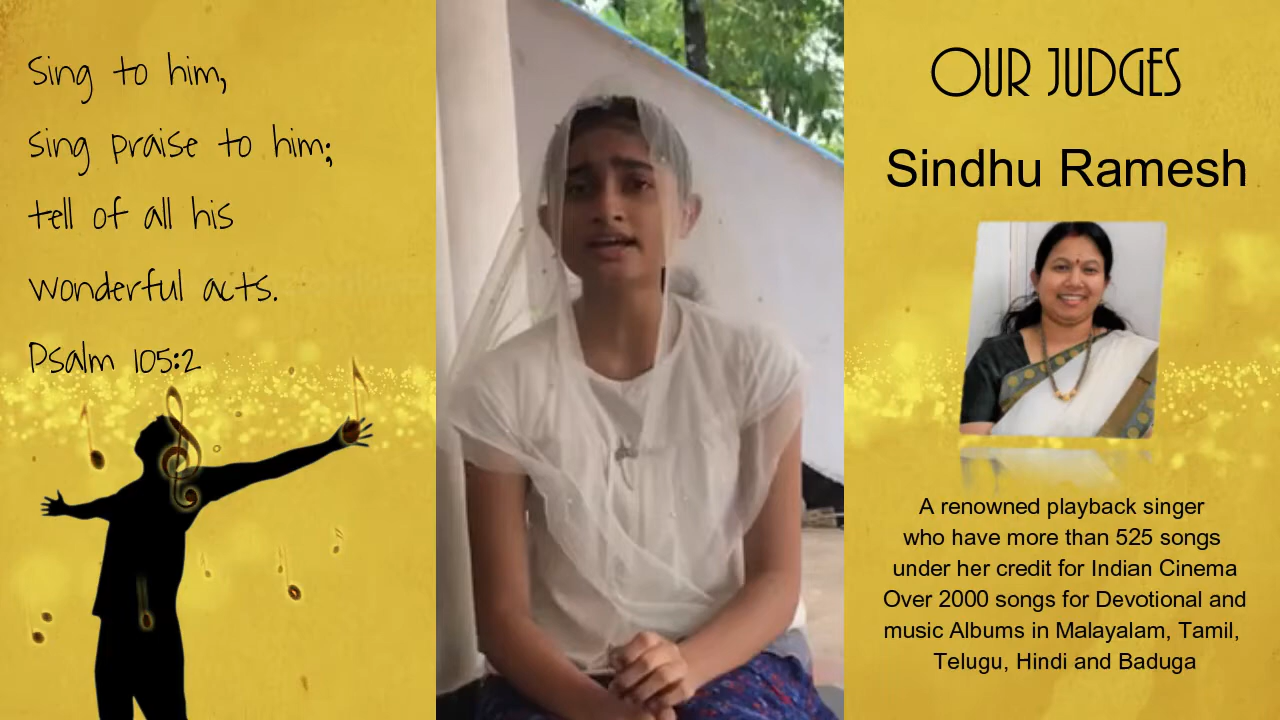 Sing to him,
sing praise to him;
tell of all his
wonderful acts.
Psalm 105:2
OUR JUDGES
Sindhu Ramesh
A renowned playback singer
who have more than 525 songs
under her credit for Indian Cinema
Over 2000 songs for Devotional and
music Albums in Malayalam, Tamil,
Telugu, Hindi and Baduga